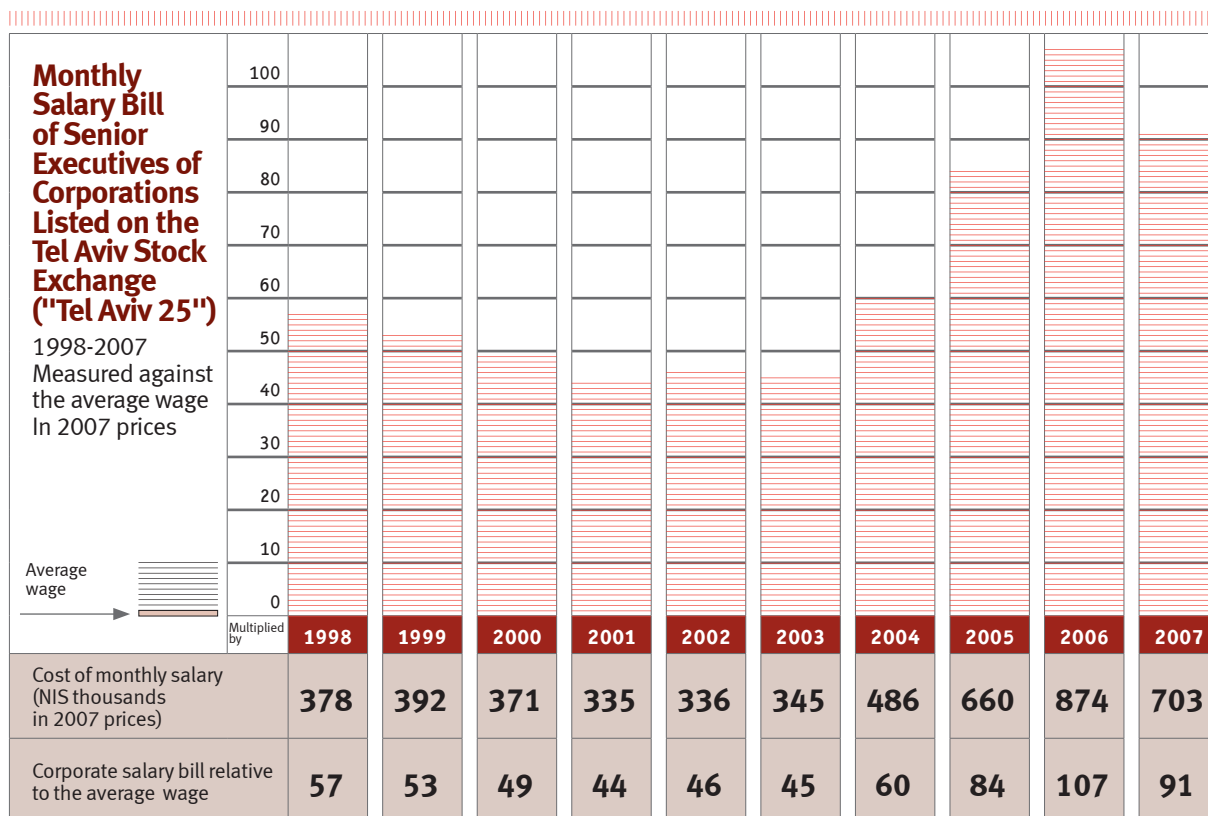 Monthly
Salary Bill
of Senior
Executives of
Corporations
Listed on the
Tel Aviv Stock
Exchange
("Tel Aviv 25")
1998-2007
Measured against
the average wage
In 2007 prices
100
90
80
70
60
50
40
30
20
10
0
Average
wage
Multiplied
by
1998 1999 2000 2001 2002 2003 2004 2005 2006 2007
Cost of monthly salary
(NIS thousands
in 2007 prices)
378 392 371 335 336 345 486 660 874 703
Corporate salary bill relative
to the average wage
57 53 49 44 46 45 60 84 107 91